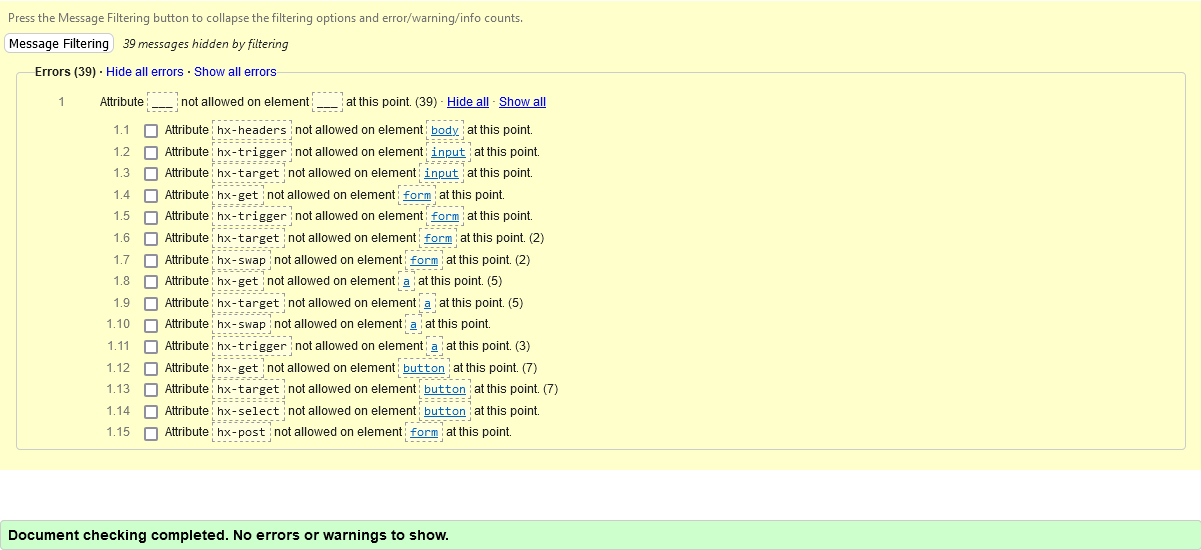 Press the Message Filtering button to collapse the filtering options and error/warning/info counts.
Message Filtering 39 messages hidden by filtering
Errors (39) · Hide all errors · Show all errors
1 Attribute ___ not allowed on element ___ at this point. (39) · Hide all · Show all
1.1 Attribute hx-headers not allowed on element body at this point.
1.2 Attribute hx-trigger not allowed on element input at this point.
1.3 Attribute hx-target not allowed on element input at this point.
1.4 Attribute hx-get not allowed on element form at this point.
1.5 Attribute hx-trigger not allowed on element form at this point.
1.6 Attribute hx-target not allowed on element form at this point. (2)
1.7 Attribute hx-swap not allowed on element form at this point. (2)
1.8 Attribute hx-get not allowed on element a at this point. (5)
1.9 Attribute hx-target not allowed on element a at this point. (5)
1.10 Attribute hx-swap not allowed on element a at this point.
1.11 Attribute hx-trigger not allowed on element a at this point. (3)
1.12 Attribute hx-get not allowed on element button at this point. (7)
1.13 Attribute hx-target not allowed on element button at this point. (7)
1.14 Attribute hx-select not allowed on element button at this point.
1.15 Attribute hx-post not allowed on element form at this point.
Document checking completed. No errors or warnings to show.